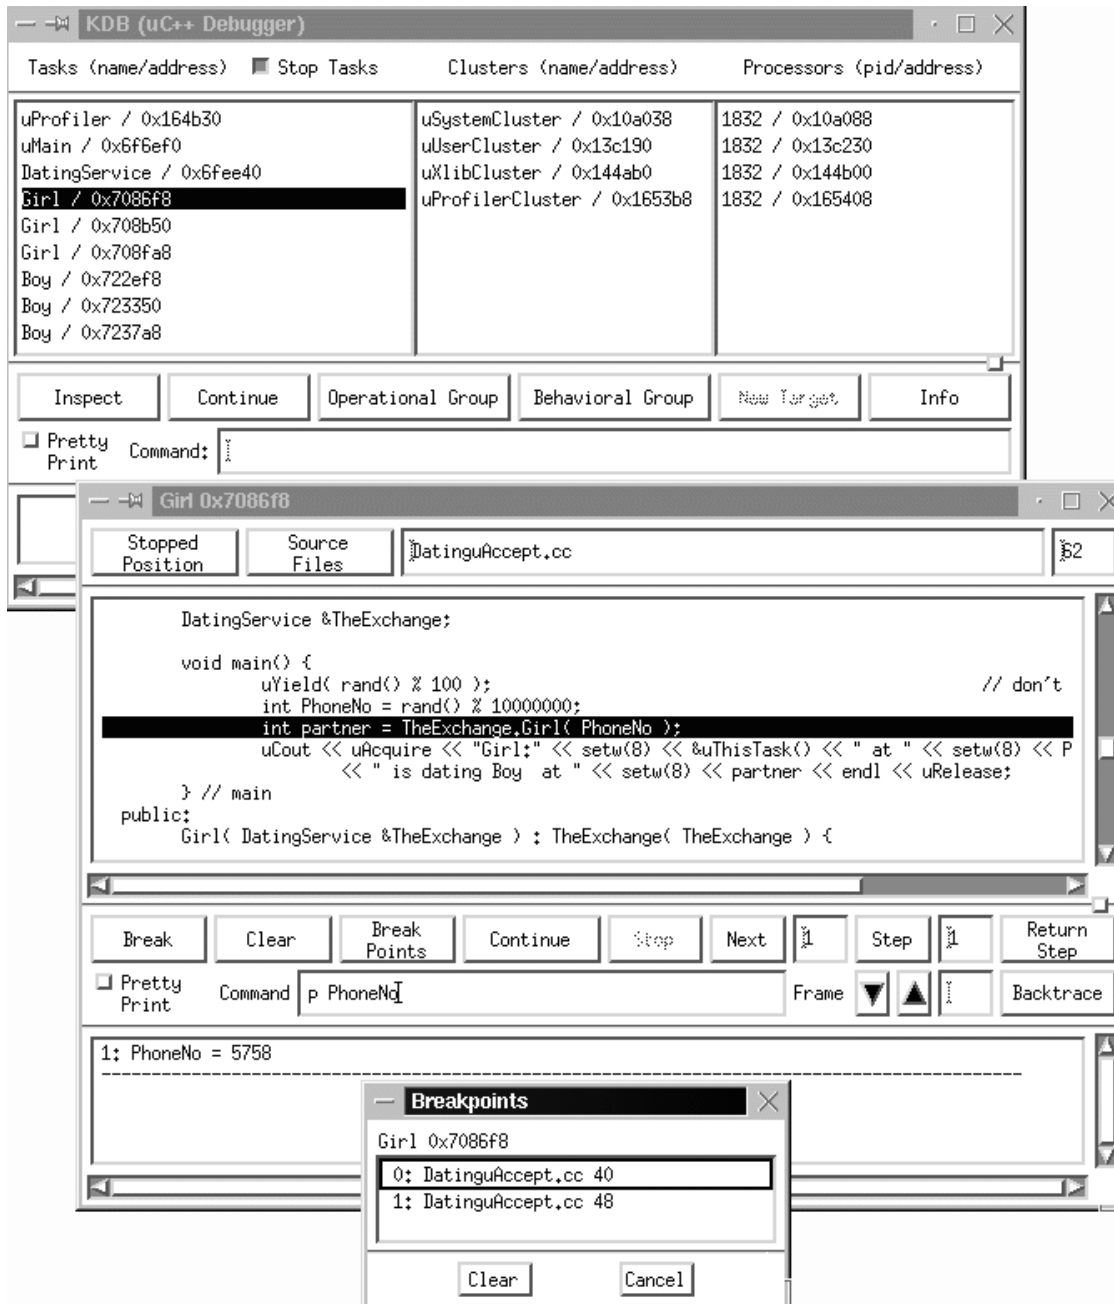 KDB (uC++ Debugger)
Tasks (name/address) Stop Tasks Clusters (name/address) Processors (pid/address)
uProfiler / 0x164b30 uSystemCluster / 0x10a038 1832 / 0x10a088
uMain / 0x6f6ef0 uUserCluster / 0x13c190 1832 / 0x13c230
DatingService / 0x6fee40 uXlibCluster / 0x144ab0 1832 / 0x144b00
Girl / 0x7086f8 uProfilerCluster / 0x1653b8 1832 / 0x165408
Girl / 0x708b50
Girl / 0x708fa8
Boy / 0x722ef8
Boy / 0x723350
Boy / 0x7237a8
Inspect Continue Operational Group Behavioral Group New Target Info
Pretty Print Command:
Girl 0x7086f8
Stopped Position Source Files DatinguAccept.cc 62
DatingService &TheExchange;
void main() {
uYield( rand() % 100 ); // don't
int PhoneNo = rand() % 10000000;
int partner = TheExchange.Girl( PhoneNo );
uCout << uAcquire << "Girl:" << setw(8) << &uThisTask() << " at " << setw(8) << P
<< " is dating Boy  at " << setw(8) << partner << endl << uRelease;
} // main
public:
Girl( DatingService &TheExchange ) : TheExchange( TheExchange ) {
Break Clear Break Points Continue Stop Next 1 Step 1 Return Step
Pretty Print Command p PhoneNo Frame Backtrace
1: PhoneNo = 5758
Breakpoints
Girl 0x7086f8
0: DatinguAccept.cc 40
1: DatinguAccept.cc 48
Clear Cancel